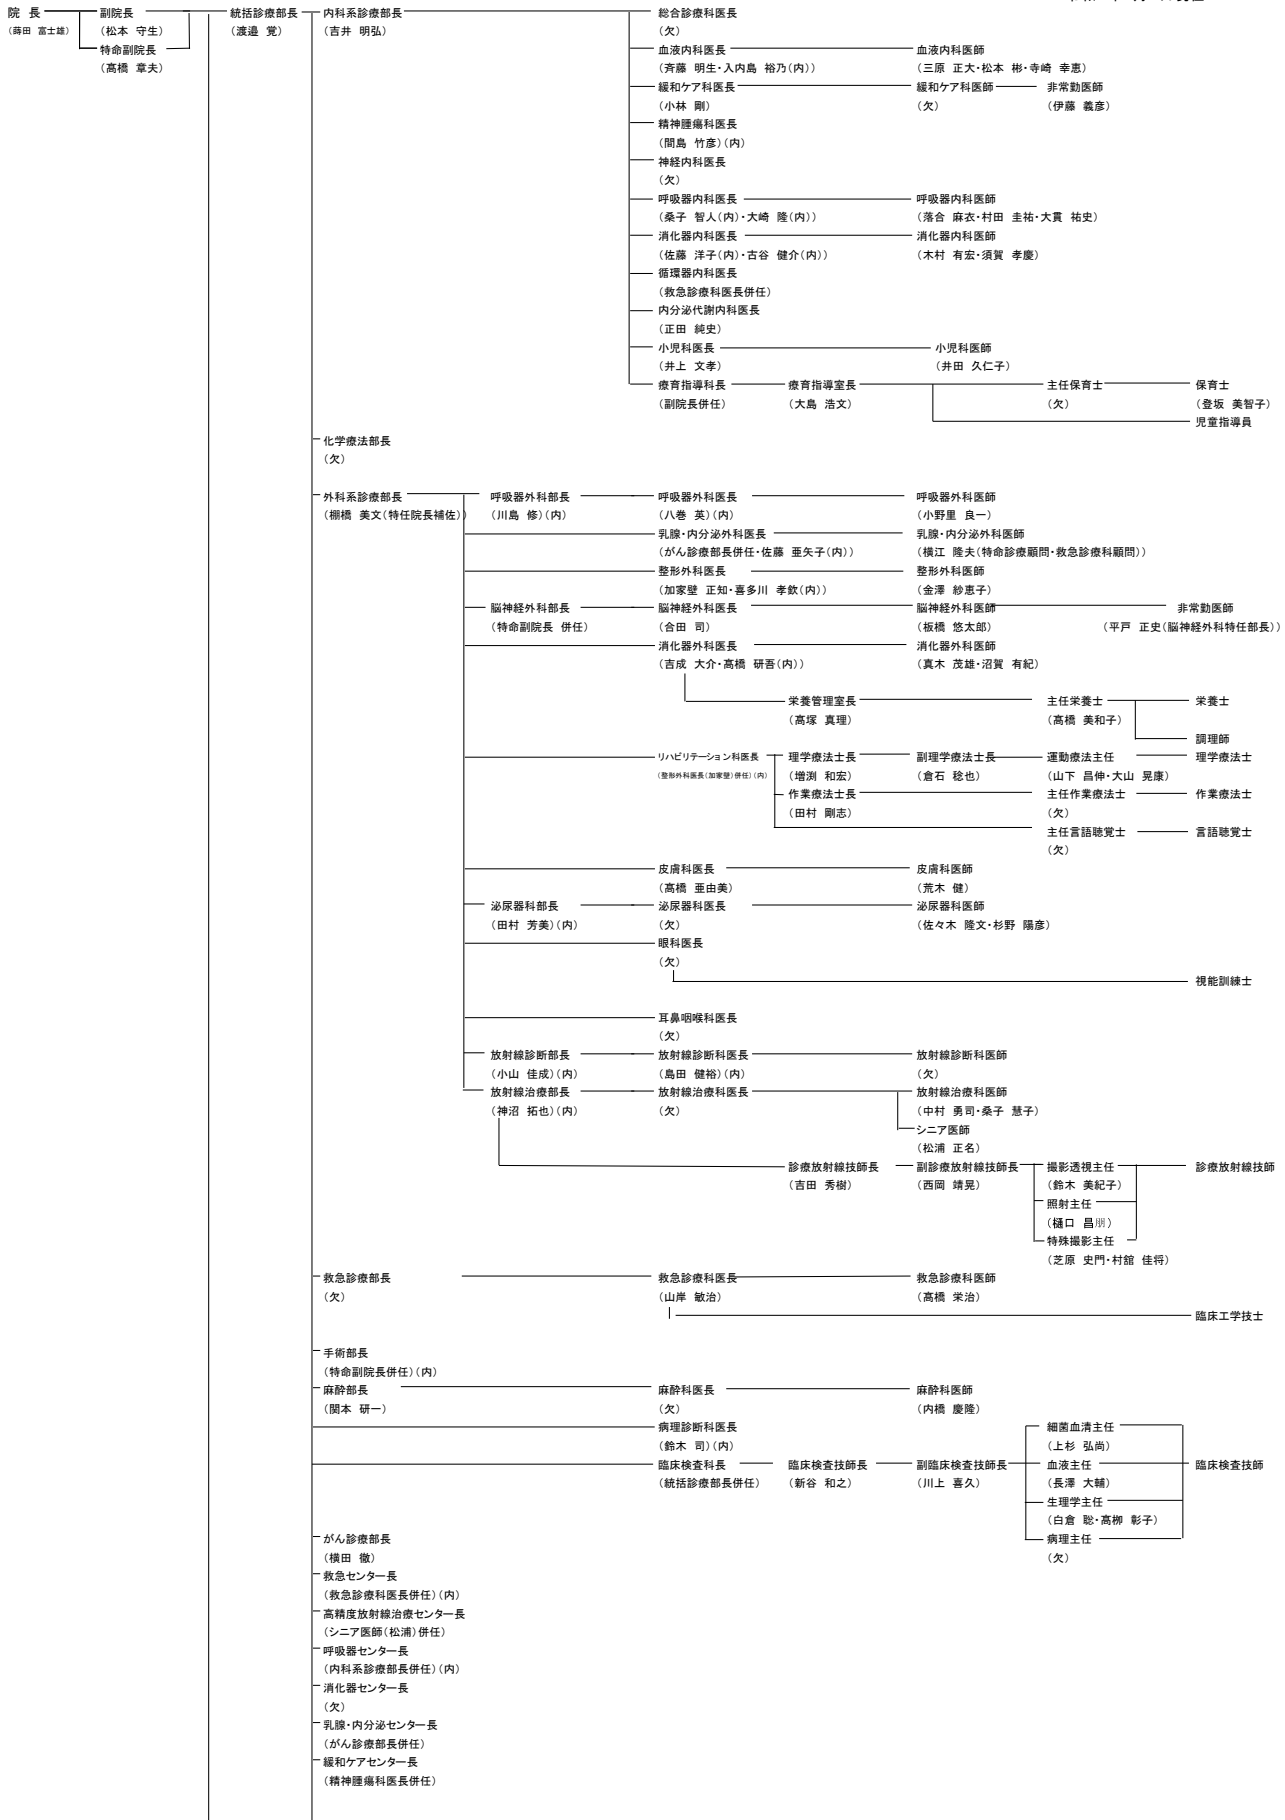 院 長 副院長 統括診療部長 内科系診療部長 総合診療科医長
(蒔田 富士雄) (松本 守生) (渡邉 覚) (吉井 明弘) (欠)
特命副院長 血液内科医長 血液内科医師
(髙橋 章夫) (斉藤 明生・入内島 裕乃(内)) (三原 正大・松本 彬・寺崎 幸恵)
緩和ケア科医長 緩和ケア科医師 非常勤医師
(小林 剛) (欠) (伊藤 義彦)
精神腫瘍科医長
(間島 竹彦)(内)
神経内科医長
(欠)
呼吸器内科医長 呼吸器内科医師
(桑子 智人(内)・大崎 隆(内)) (落合 麻衣・村田 圭祐・大貫 祐史)
消化器内科医長 消化器内科医師
(佐藤 洋子(内)・古谷 健介(内)) (木村 有宏・須賀 孝慶)
循環器内科医長
(救急診療科医長併任)
内分泌代謝内科医長
(正田 純史)
小児科医長 小児科医師
(井上 文孝) (井田 久仁子)
療育指導科長 療育指導室長 主任保育士 保育士
(副院長併任) (大島 浩文) (欠) (登坂 美智子)
児童指導員
化学療法部長
(欠)
外科系診療部長 呼吸器外科部長 呼吸器外科医長 呼吸器外科医師
(棚橋 美文(特任院長補佐)) (川島 修)(内) (八巻 英)(内) (小野里 良一)
乳腺・内分泌外科医長 乳腺・内分泌外科医師
(がん診療部長併任・佐藤 亜矢子(内)) (横江 隆夫(特命診療顧問・救急診療科顧問))
整形外科医長 整形外科医師
(加家壁 正知・喜多川 孝欽(内)) (金澤 紗恵子)
脳神経外科部長 脳神経外科医長 脳神経外科医師 非常勤医師
(特命副院長 併任) (合田 司) (板橋 悠太郎) (平戸 正史(脳神経外科特任部長))
消化器外科医長 消化器外科医師
(吉成 大介・髙橋 研吾(内)) (真木 茂雄・沼賀 有紀)
栄養管理室長 主任栄養士 栄養士
(髙塚 真理) (髙橋 美和子)
調理師
リハビリテーション科医長 理学療法士長 副理学療法士長 運動療法主任 理学療法士
(整形外科医長(加家壁)併任)(内) (増渕 和宏) (倉石 稔也) (山下 昌伸・大山 晃康)
作業療法士長 主任作業療法士 作業療法士
(田村 剛志) (欠)
主任言語聴覚士 言語聴覚士
(欠)
皮膚科医長 皮膚科医師
(髙橋 亜由美) (荒木 健)
泌尿器科部長 泌尿器科医長 泌尿器科医師
(田村 芳美)(内) (欠) (佐々木 隆文・杉野 陽彦)
眼科医長
(欠)
視能訓練士
耳鼻咽喉科医長
(欠)
放射線診断部長 放射線診断科医長 放射線診断科医師
(小山 佳成)(内) (島田 健裕)(内) (欠)
放射線治療部長 放射線治療科医長 放射線治療科医師
(神沼 拓也)(内) (欠) (中村 勇司・桑子 慧子)
シニア医師
(松浦 正名)
診療放射線技師長 副診療放射線技師長 撮影透視主任 診療放射線技師
(吉田 秀樹) (西岡 靖晃) (鈴木 美紀子)
照射主任
(樋口 昌朋)
特殊撮影主任
(芝原 史門・村舘 佳将)
救急診療部長 救急診療科医長 救急診療科医師
(欠) (山岸 敏治) (髙橋 栄治)
臨床工学技士
手術部長
(特命副院長併任)(内)
麻酔部長 麻酔科医長 麻酔科医師
(関本 研一) (欠) (内橋 慶隆)
病理診断科医長 細菌血清主任
(鈴木 司)(内) (上杉 弘尚)
臨床検査科長 臨床検査技師長 副臨床検査技師長 血液主任 臨床検査技師
(統括診療部長併任) (新谷 和之) (川上 喜久) (長澤 大輔)
生理学主任
(白倉 聡・髙栁 彰子)
がん診療部長 病理主任
(横田 徹) (欠)
救急センター長
(救急診療科医長併任)(内)
高精度放射線治療センター長
(シニア医師(松浦)併任)
呼吸器センター長
(内科系診療部長併任)(内)
消化器センター長
(欠)
乳腺・内分泌センター長
(がん診療部長併任)
緩和ケアセンター長
(精神腫瘍科医長併任)